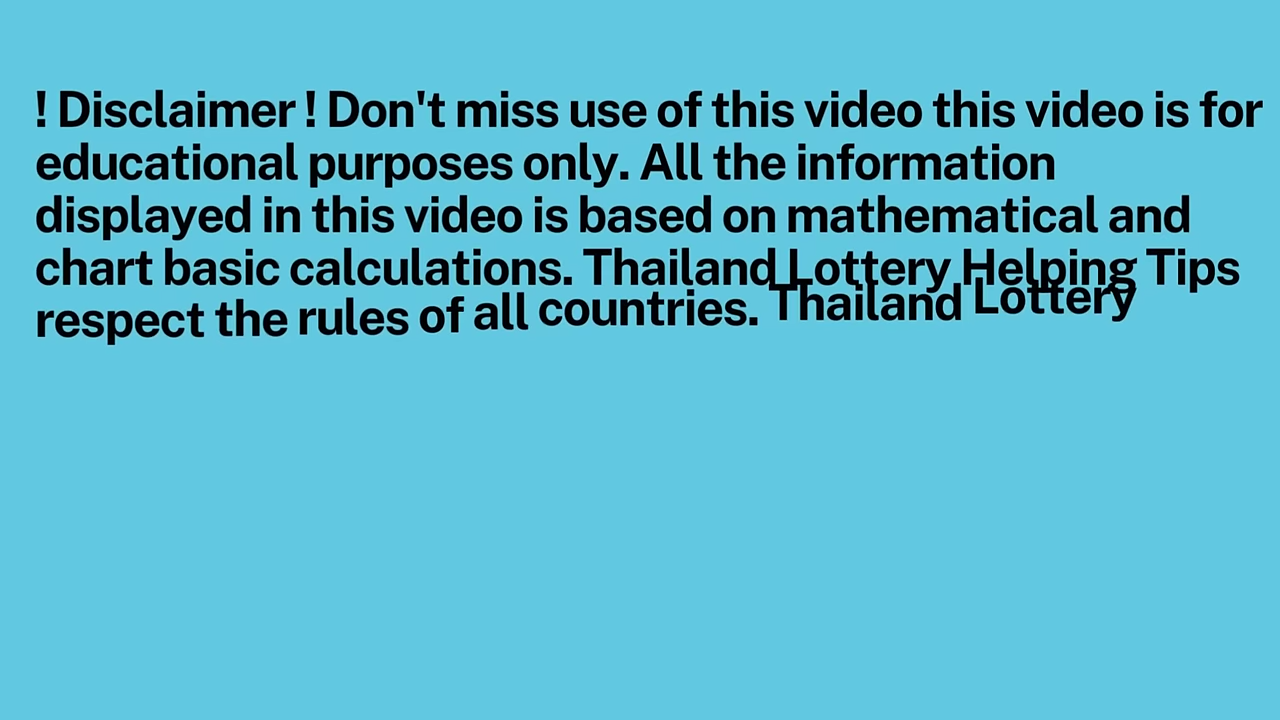 ! Disclaimer ! Don't miss use of this video this video is for
educational purposes only. All the information
displayed in this video is based on mathematical and
chart basic calculations. Thailand Lottery Helping Tips
respect the rules of all countries. Thailand Lottery